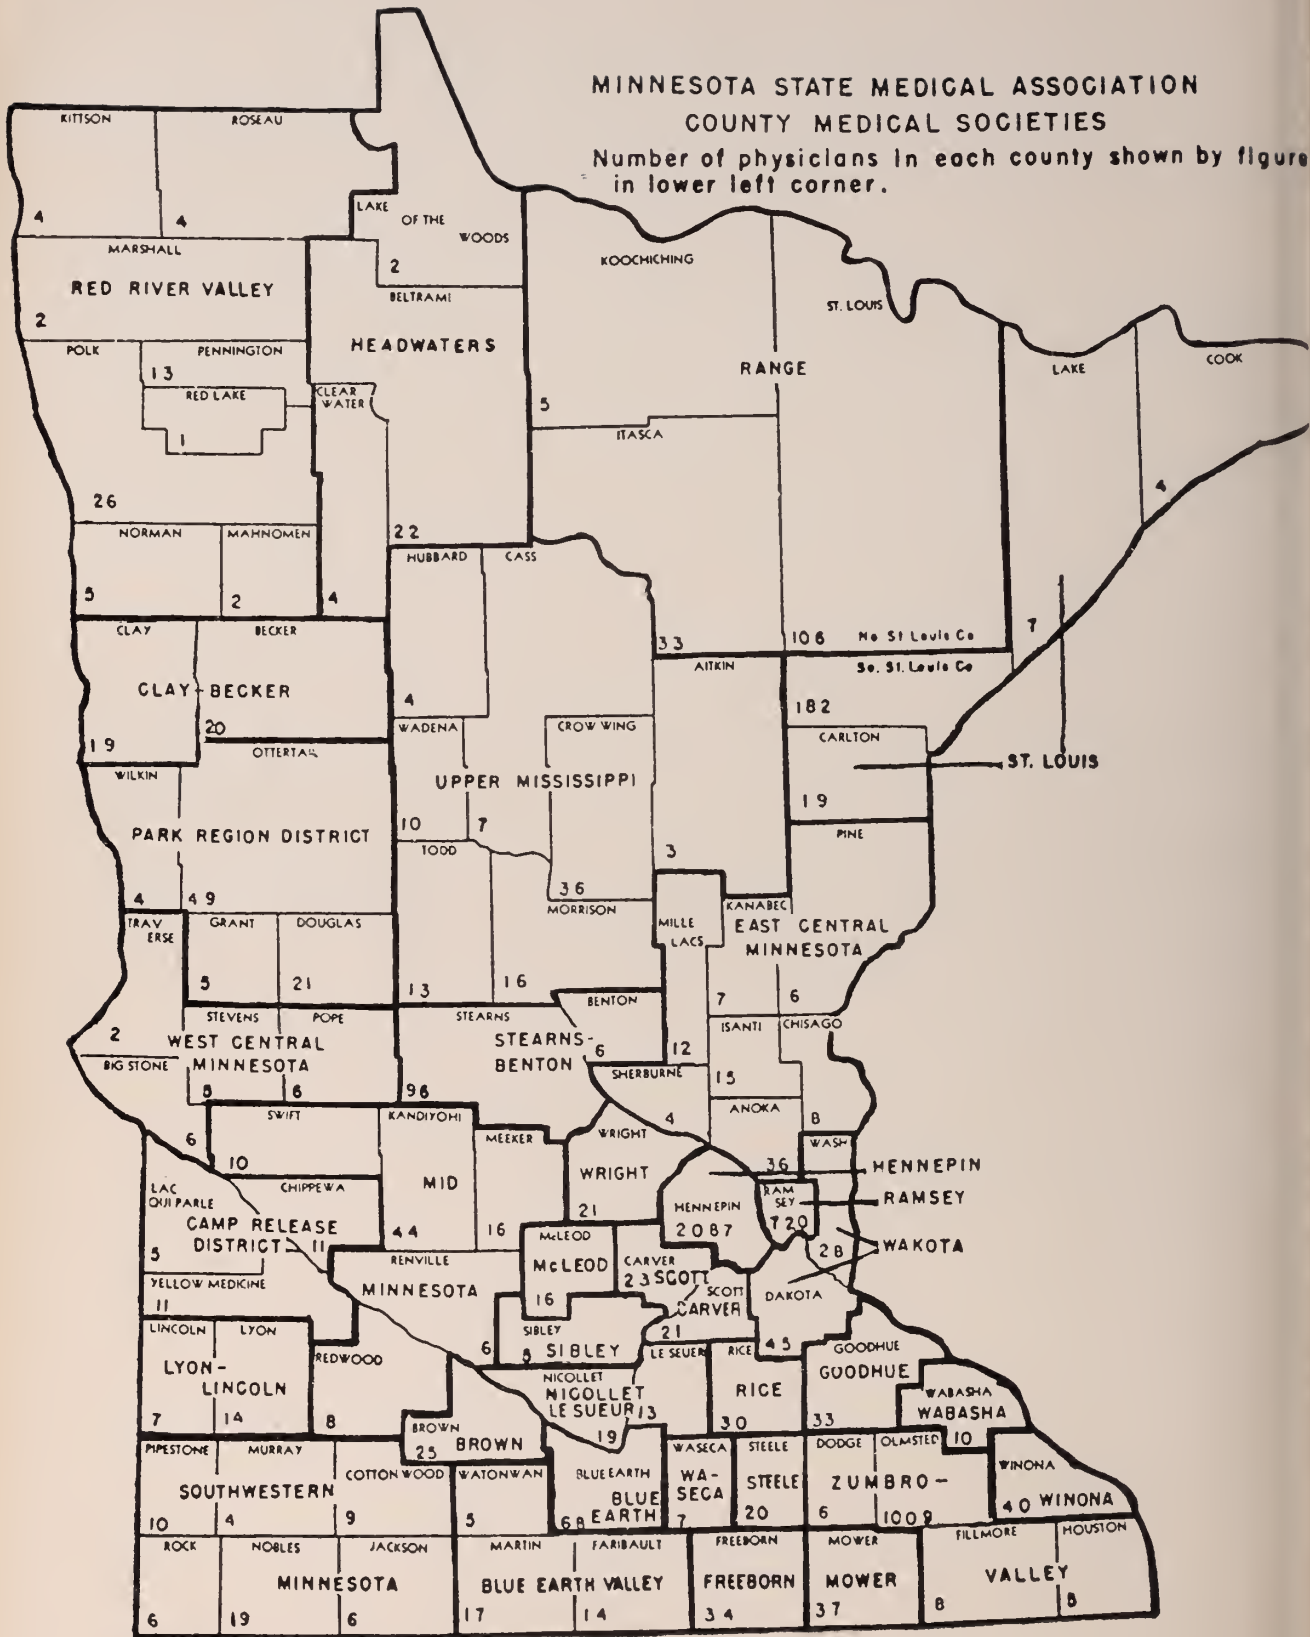 MINNESOTA STATE MEDICAL ASSOCIATION
COUNTY MEDICAL SOCIETIES
Number of physicians in each county shown by figure
in lower left corner.
KITTSON
ROSEAU
4
4
LAKE
OF THE
WOODS
2
MARSHALL
RED RIVER VALLEY
2
BELTRAMI
HEADWATERS
22
KOOCHICHING
5
ST. LOUIS
RANGE
LAKE
COOK
POLK
PENNINGTON
13
RED LAKE
1
CLEAR
WATER
ITASCA
4
26
NORMAN
MAHNOMEN
5
2
4
HUBBARD
CASS
33
106
No St Louis Co
So. St. Louis Co
7
CLAY
BECKER
CLAY-BECKER
19
20
4
AITKIN
182
CARLTON
ST. LOUIS
19
WADENA
CROW WING
UPPER MISSISSIPPI
10
7
36
3
OTTERTAIL
WILKIN
PARK REGION DISTRICT
4
49
TODD
MORRISON
13
16
PINE
MILLE
LACS
KANABEC
EAST CENTRAL
MINNESOTA
7
6
12
TRAV
ERSE
GRANT
DOUGLAS
5
21
2
STEVENS
POPE
WEST CENTRAL
MINNESOTA
BIG STONE
6
STEARNS
STEARNS-
BENTON
BENTON
6
96
SHERBURNE
4
ISANTI
CHISAGO
15
8
ANOKA
36
WASH
6
SWIFT
10
KANDIYOHI
MID
44
MEEKER
16
WRIGHT
WRIGHT
21
HENNEPIN
HENNEPIN
2087
RAM
SEY
720
RAMSEY
WAKOTA
28
LAC
QUI PARLE
CHIPPEWA
CAMP RELEASE
DISTRICT
11
5
YELLOW MEDICINE
11
RENVILLE
MINNESOTA
6
McLEOD
McLEOD
16
CARVER
23
SCOTT
SCOTT
CARVER
21
DAKOTA
45
SIBLEY
SIBLEY
LINCOLN
LYON
LYON-
LINCOLN
7
14
REDWOOD
8
NICOLLET
NICOLLET
LE SUEUR
19
LE SEUER
13
RICE
RICE
30
GOODHUE
GOODHUE
33
WABASHA
WABASHA
10
BROWN
25
BROWN
PIPESTONE
MURRAY
COTTONWOOD
SOUTHWESTERN
10
4
9
WATONWAN
5
BLUE EARTH
BLUE
EARTH
68
WASECA
WA-
SECA
7
STEELE
STEELE
20
DODGE
OLMSTED
ZUMBRO-
6
1009
WINONA
40 WINONA
ROCK
NOBLES
JACKSON
MINNESOTA
6
19
6
MARTIN
FARIBAULT
BLUE EARTH VALLEY
17
14
FREEBORN
FREEBORN
34
MOWER
MOWER
37
FILLMORE
HOUSTON
VALLEY
8